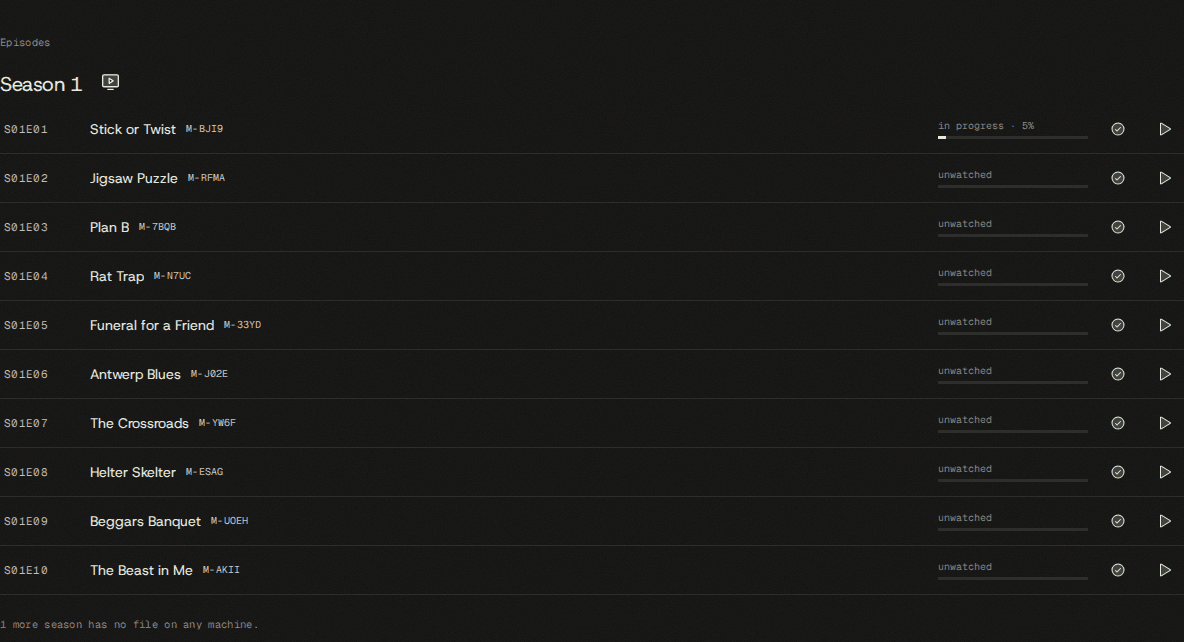 Episodes
Season 1
S01E01 Stick or Twist M-BJI9 in progress · 5%
S01E02 Jigsaw Puzzle M-RFMA unwatched
S01E03 Plan B M-7BQB unwatched
S01E04 Rat Trap M-N7UC unwatched
S01E05 Funeral for a Friend M-33YD unwatched
S01E06 Antwerp Blues M-J02E unwatched
S01E07 The Crossroads M-YW6F unwatched
S01E08 Helter Skelter M-ESAG unwatched
S01E09 Beggars Banquet M-UOEH unwatched
S01E10 The Beast in Me M-AKII unwatched
1 more season has no file on any machine.